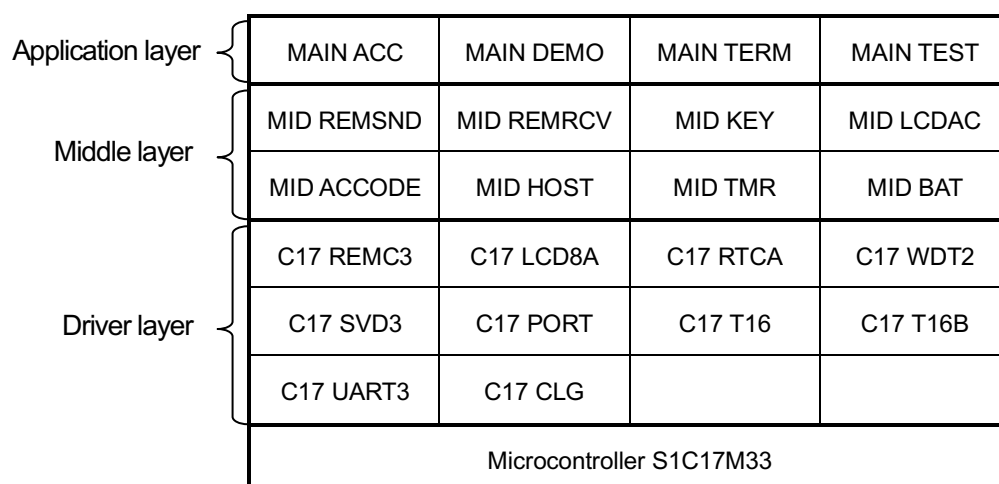 Application layer
MAIN ACC MAIN DEMO MAIN TERM MAIN TEST
Middle layer
MID REMSND MID REMRCV MID KEY MID LCDAC
MID ACCODE MID HOST MID TMR MID BAT
Driver layer
C17 REMC3 C17 LCD8A C17 RTCA C17 WDT2
C17 SVD3 C17 PORT C17 T16 C17 T16B
C17 UART3 C17 CLG
Microcontroller S1C17M33